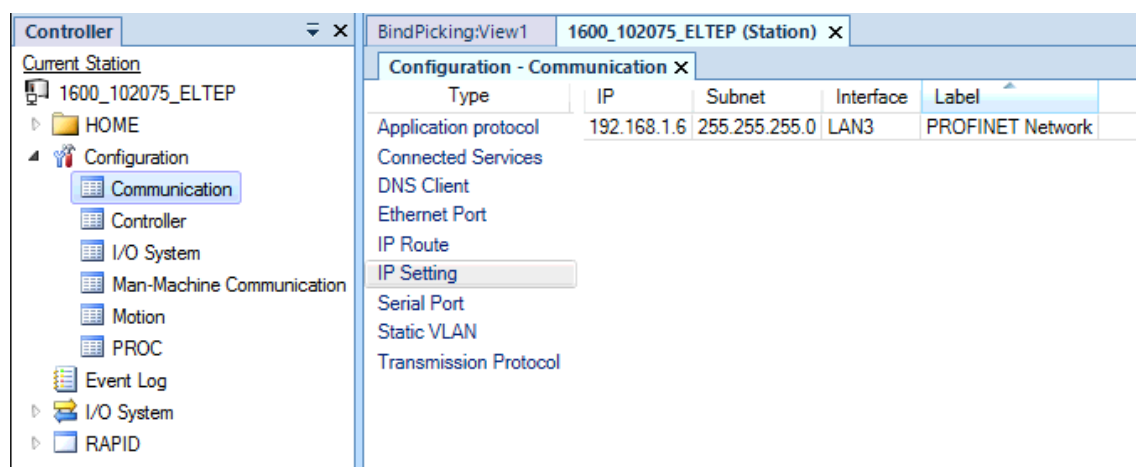 Controller
Current Station
1600_102075_ELTEP
HOME
Configuration
Communication
Controller
I/O System
Man-Machine Communication
Motion
PROC
Event Log
I/O System
RAPID
BindPicking:View1 1600_102075_ELTEP (Station)
Configuration - Communication
Type IP Subnet Interface Label
Application protocol 192.168.1.6 255.255.255.0 LAN3 PROFINET Network
Connected Services
DNS Client
Ethernet Port
IP Route
IP Setting
Serial Port
Static VLAN
Transmission Protocol